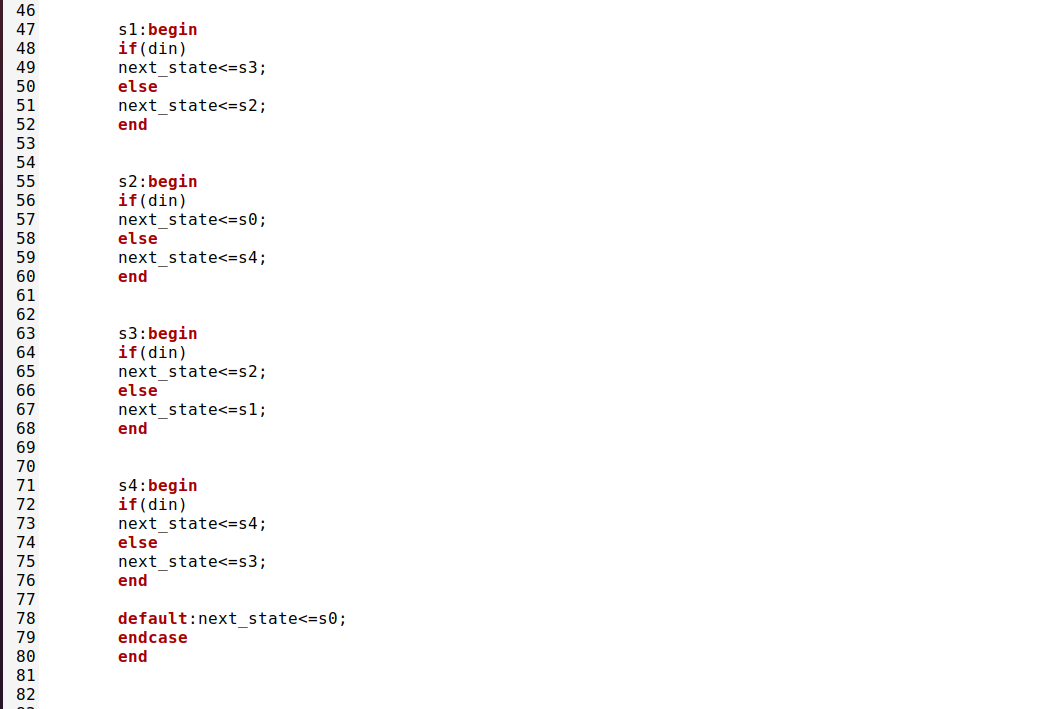 46
47 s1:begin
48 if(din)
49 next_state<=s3;
50 else
51 next_state<=s2;
52 end
53
54
55 s2:begin
56 if(din)
57 next_state<=s0;
58 else
59 next_state<=s4;
60 end
61
62
63 s3:begin
64 if(din)
65 next_state<=s2;
66 else
67 next_state<=s1;
68 end
69
70
71 s4:begin
72 if(din)
73 next_state<=s4;
74 else
75 next_state<=s3;
76 end
77
78 default:next_state<=s0;
79 endcase
80 end
81
82